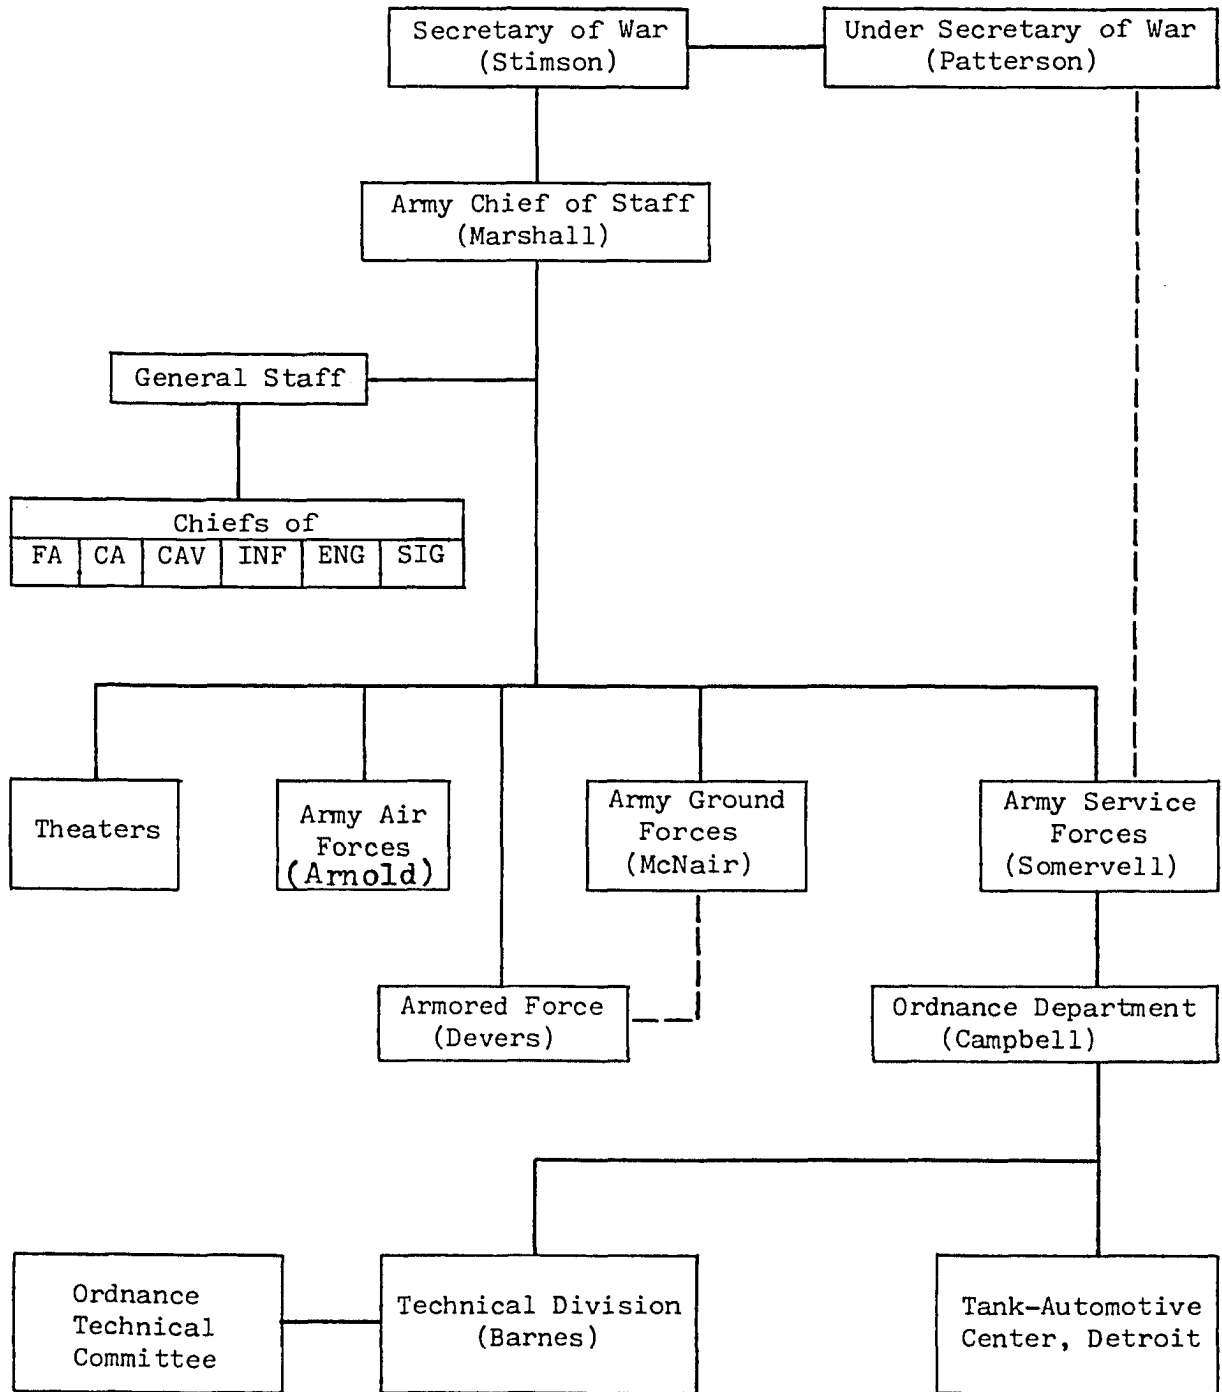 Secretary of War
(Stimson)
Under Secretary of War
(Patterson)
Army Chief of Staff
(Marshall)
General Staff
Chiefs of
FA CA CAV INF ENG SIG
Theaters
Army Air
Forces
(Arnold)
Army Ground
Forces
(McNair)
Army Service
Forces
(Somervell)
Armored Force
(Devers)
Ordnance Department
(Campbell)
Ordnance
Technical
Committee
Technical Division
(Barnes)
Tank-Automotive
Center, Detroit